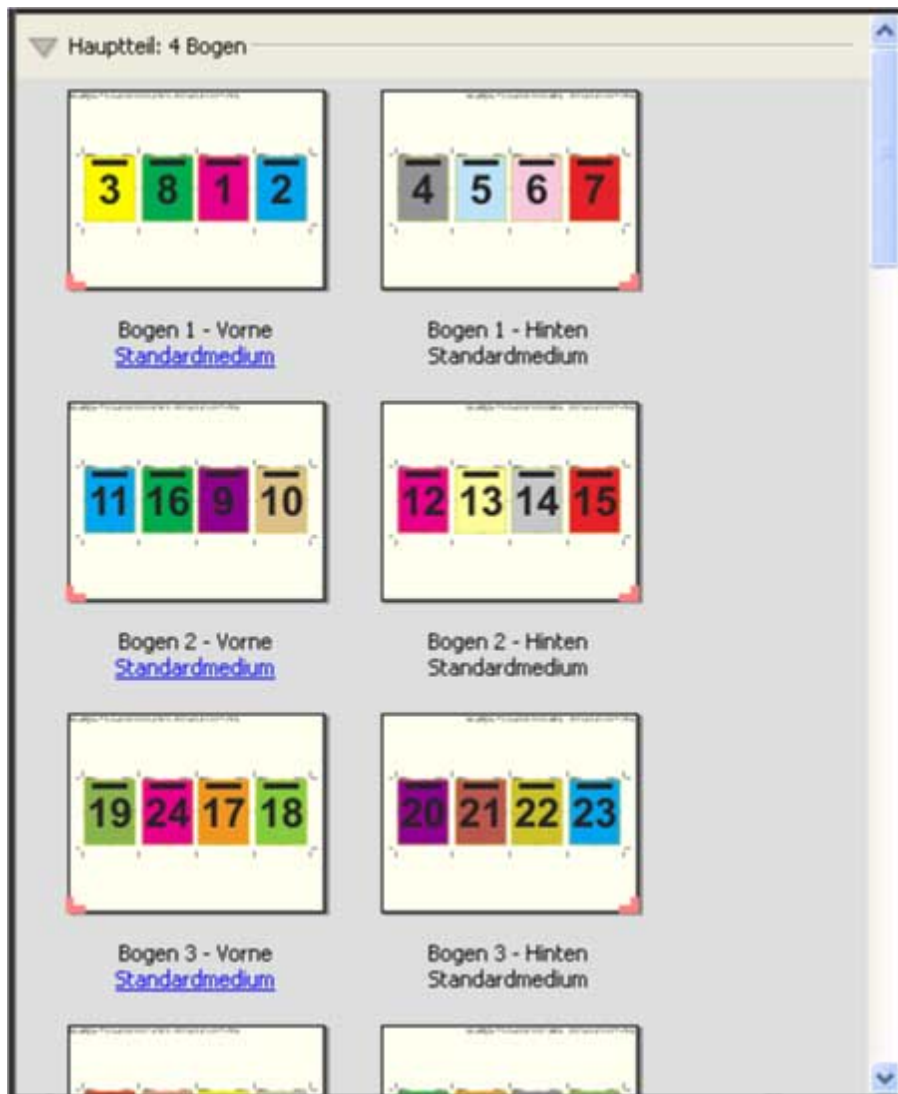 Hauptteil: 4 Bogen
3 8 1 2
4 5 6 7
Bogen 1 - Vorne
Standardmedium
Bogen 1 - Hinten
Standardmedium
11 16 9 10
12 13 14 15
Bogen 2 - Vorne
Standardmedium
Bogen 2 - Hinten
Standardmedium
19 24 17 18
20 21 22 23
Bogen 3 - Vorne
Standardmedium
Bogen 3 - Hinten
Standardmedium